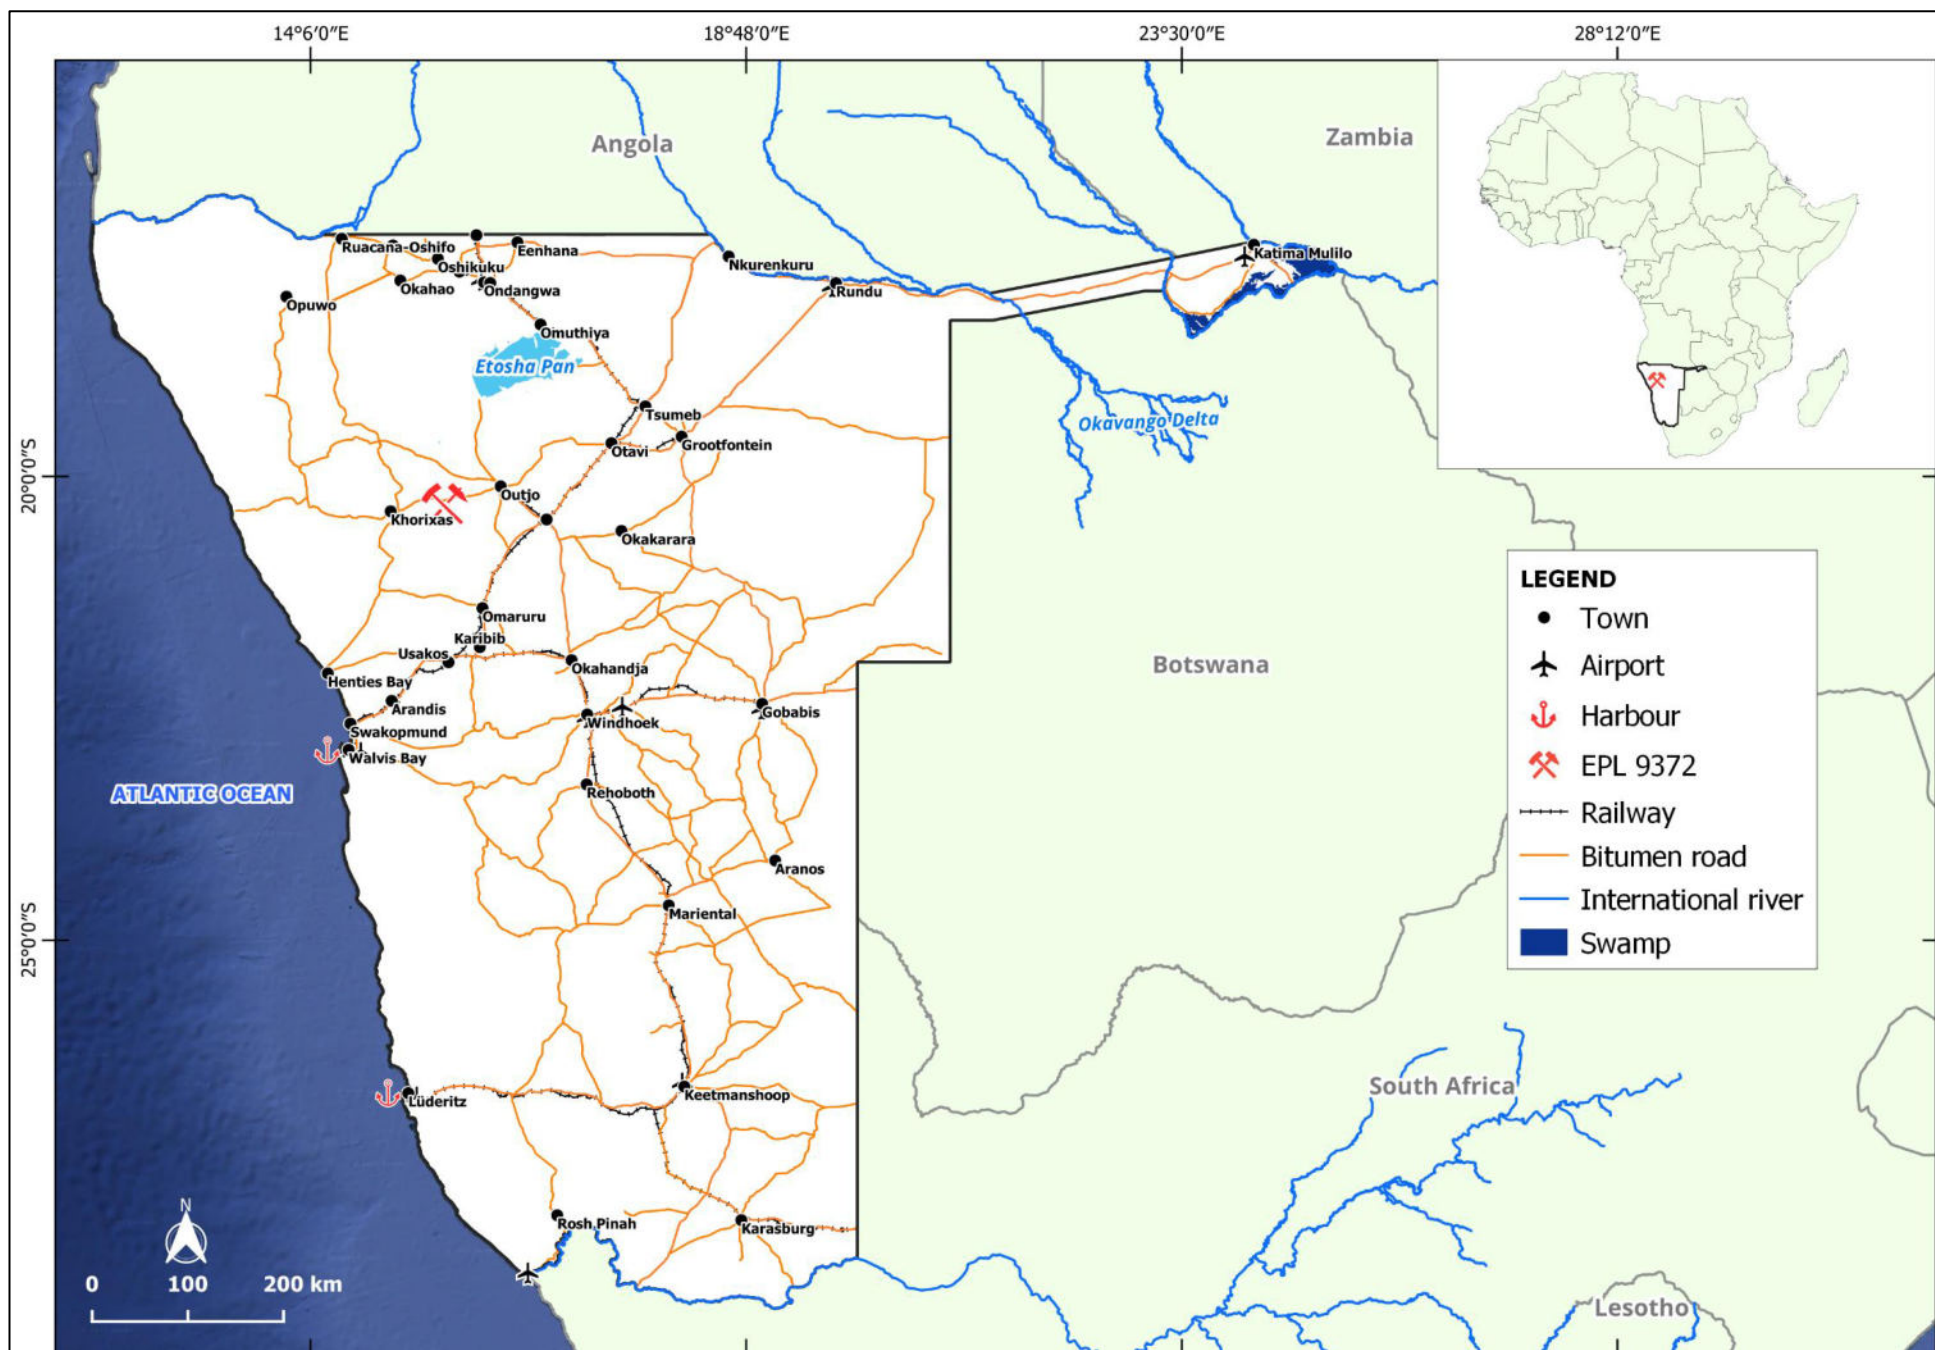 14°6'0"E
18°48'0"E
23°30'0"E
28°12'0"E
20°0'0"S
25°0'0"S
Angola
Zambia
Ruacana-Oshifo
Eenhana
Oshikuku
Okahao
Ondangwa
Opuwo
Omuthiya
Nkurenkuru
Rundu
Katima Mulilo
Etosha Pan
Tsumeb
Grootfontein
Otavi
Okavango Delta
Outjo
Khorixas
Okakarara
Omaruru
Karibib
Usakos
Okahandja
Henties Bay
Arandis
Swakopmund
Walvis Bay
Windhoek
Gobabis
Botswana
ATLANTIC OCEAN
Rehoboth
Aranos
Mariental
Lüderitz
Keetmanshoop
South Africa
Rosh Pinah
Karasburg
Lesotho
LEGEND
Town
Airport
Harbour
EPL 9372
Railway
Bitumen road
International river
Swamp
N
0 100 200 km